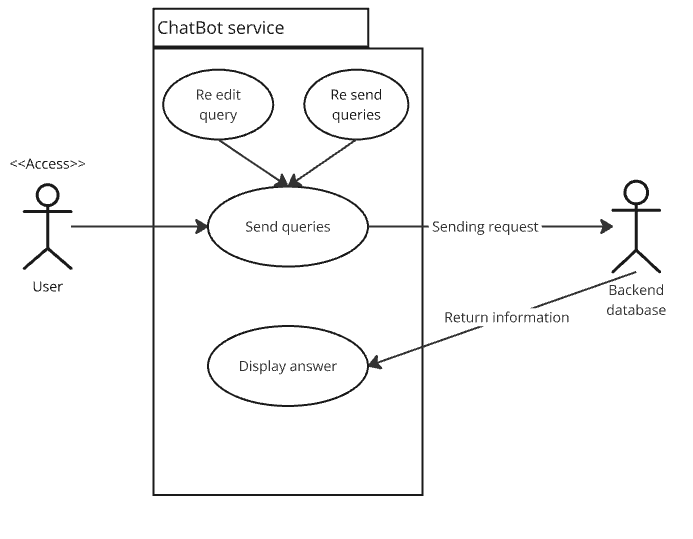 ChatBot service
Re edit
query
Re send
queries
<<Access>>
User
Send queries
Sending request
Backend
database
Return information
Display answer